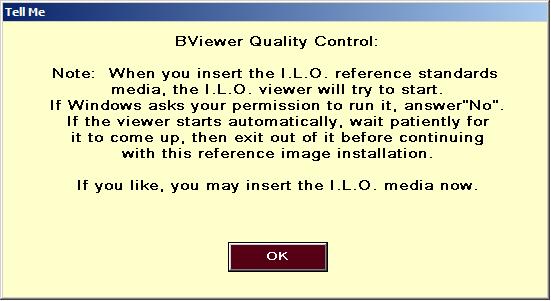 Tell Me
BViewer Quality Control:
Note:  When you insert the I.L.O. reference standards
media, the I.L.O. viewer will try to start.
If Windows asks your permission to run it, answer"No".
If the viewer starts automatically, wait patiently for
it to come up, then exit out of it before continuing
with this reference image installation.
If you like, you may insert the I.L.O. media now.
OK